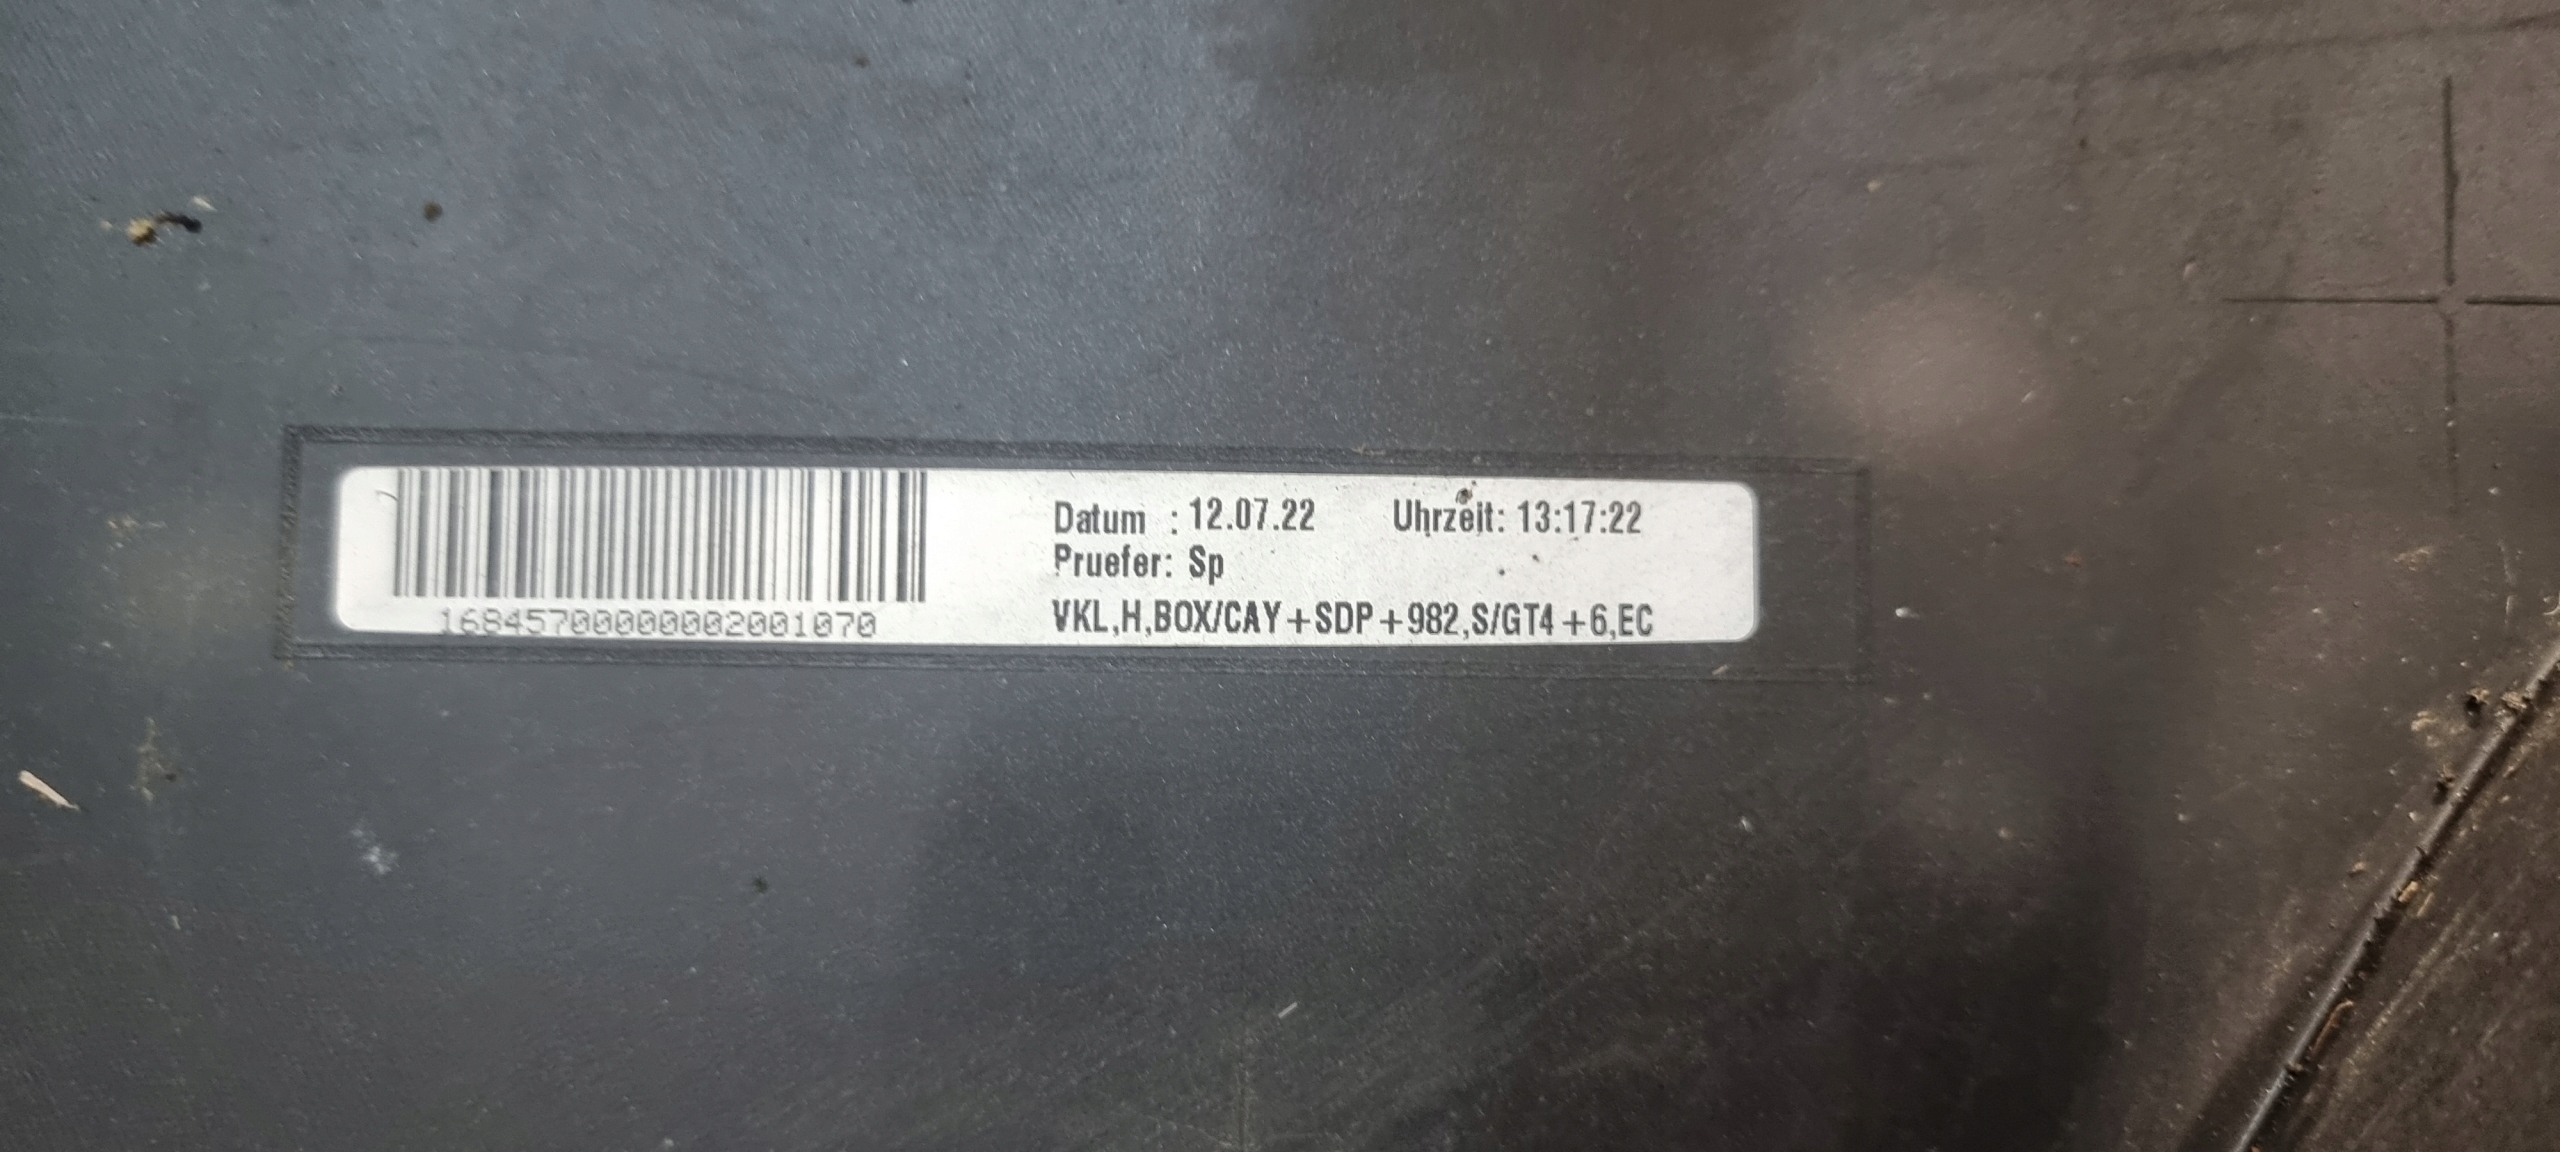 Datum : 12.07.22 Uhrzeit: 13:17:22
Pruefer: Sp
VKL,H,BOX/CAY+SDP+982,S/GT4+6,EC
16845700000002001070